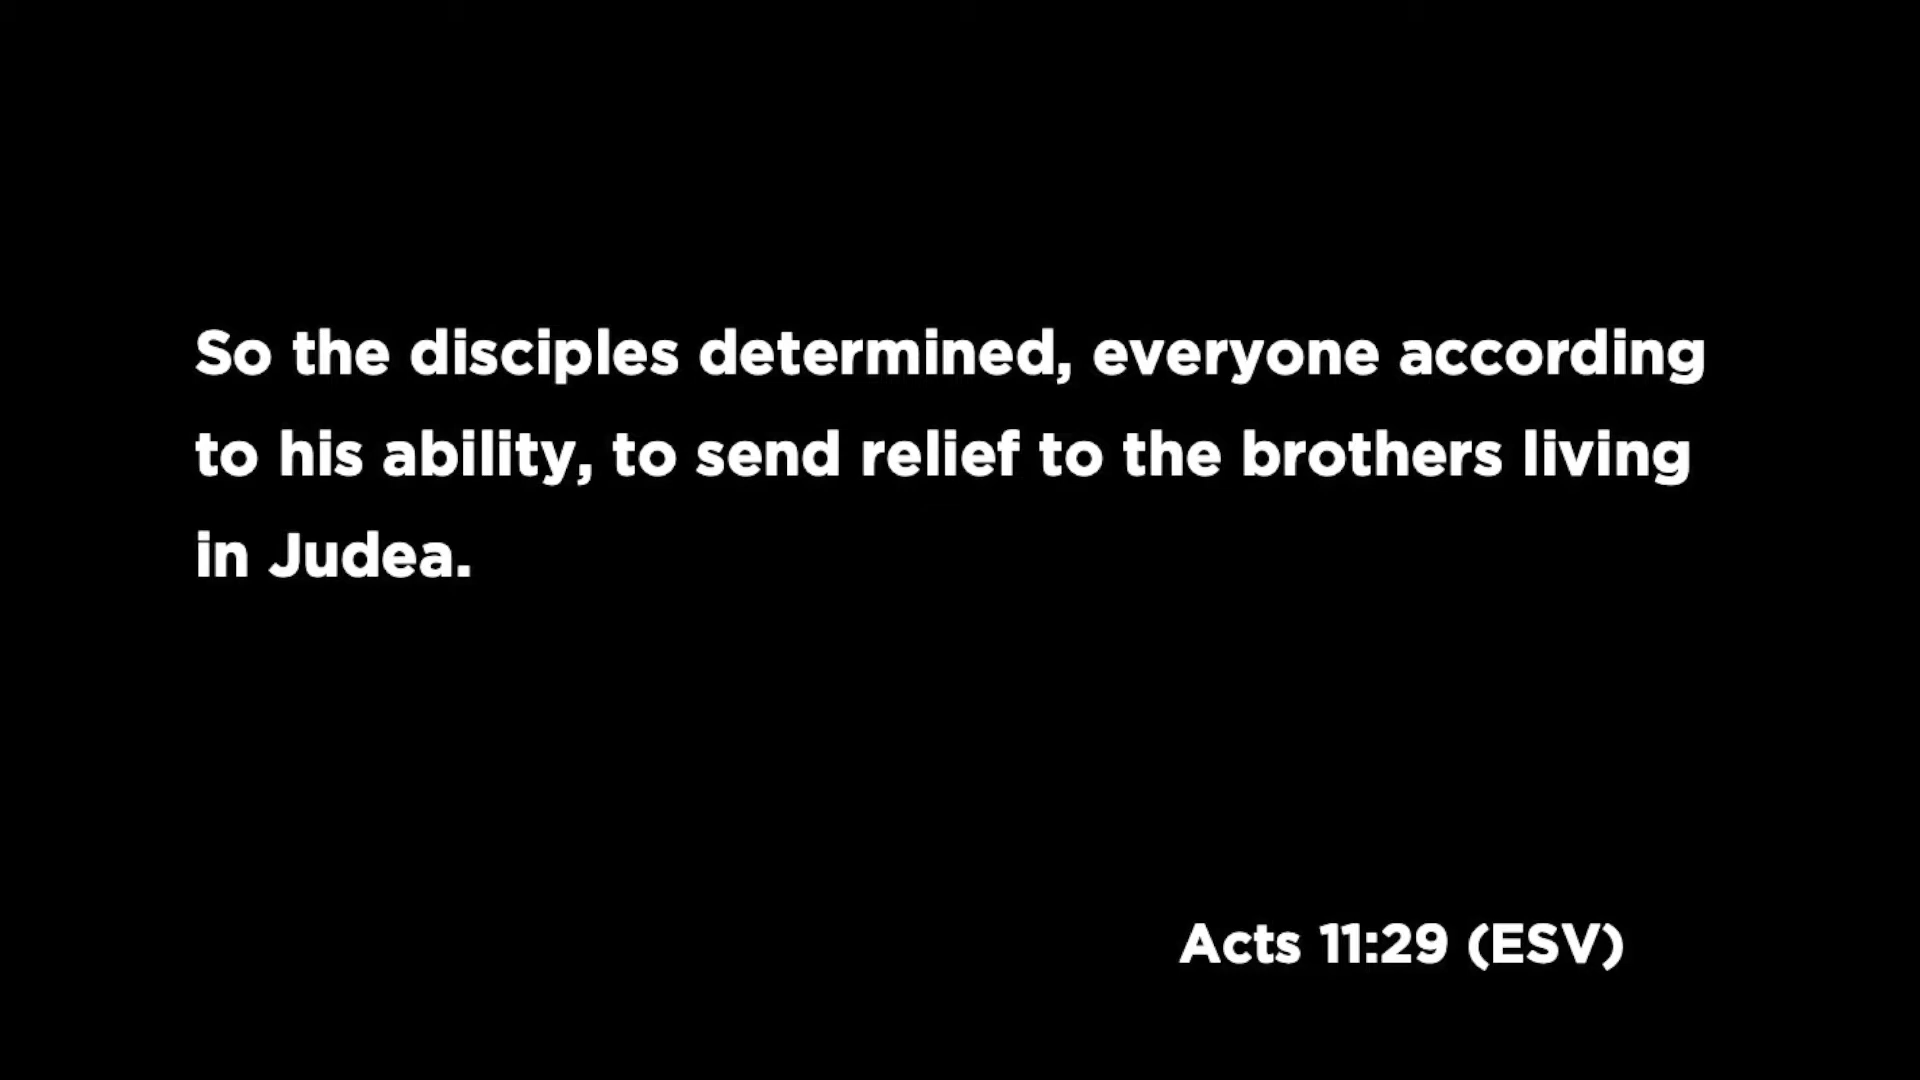 So the disciples determined, everyone according
to his ability, to send relief to the brothers living
in Judea.
Acts 11:29 (ESV)